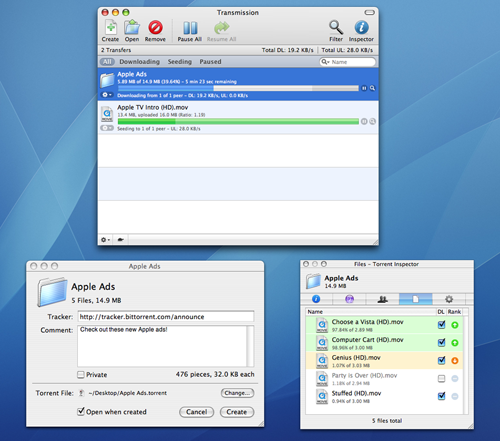 Transmission
Create Open Remove Pause All Resume All Filter Inspector
2 Transfers Total DL: 19.2 KB/s Total UL: 28.0 KB/s
All Downloading Seeding Paused Name
Apple Ads
5.89 MB of 14.9 MB (39.64%) - 5 min 23 sec remaining
Downloading from 1 of 1 peer - DL: 19.2 KB/s, UL: 0.0 KB/s
Apple TV Intro (HD).mov
13.4 MB, uploaded 16.0 MB (Ratio: 1.19)
Seeding to 1 of 1 peer - UL: 28.0 KB/s
Apple Ads
Apple Ads
5 Files, 14.9 MB
Tracker: http://tracker.bittorrent.com/announce
Comment: Check out these new Apple ads!
Private 476 pieces, 32.0 KB each
Torrent File: ~/Desktop/Apple Ads.torrent Change...
Open when created Cancel Create
Files - Torrent Inspector
Apple Ads
14.9 MB
Name DL Rank
Choose a Vista (HD).mov
97.84% of 2.89 MB
Computer Cart (HD).mov
98.96% of 3.00 MB
Genius (HD).mov
1.07% of 3.03 MB
Party is Over (HD).mov
1.18% of 2.94 MB
Stuffed (HD).mov
0.94% of 3.00 MB
5 files total